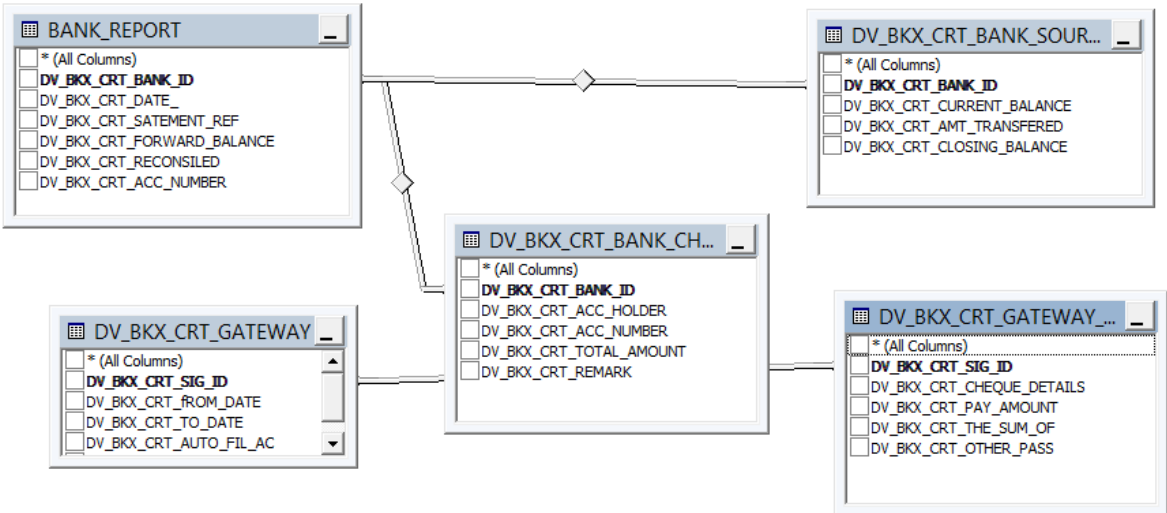 BANK_REPORT
* (All Columns)
DV_BKX_CRT_BANK_ID
DV_BKX_CRT_DATE_
DV_BKX_CRT_SATEMENT_REF
DV_BKX_CRT_FORWARD_BALANCE
DV_BKX_CRT_RECONSILED
DV_BKX_CRT_ACC_NUMBER
DV_BKX_CRT_BANK_SOUR...
* (All Columns)
DV_BKX_CRT_BANK_ID
DV_BKX_CRT_CURRENT_BALANCE
DV_BKX_CRT_AMT_TRANSFERED
DV_BKX_CRT_CLOSING_BALANCE
DV_BKX_CRT_BANK_CH...
* (All Columns)
DV_BKX_CRT_BANK_ID
DV_BKX_CRT_ACC_HOLDER
DV_BKX_CRT_ACC_NUMBER
DV_BKX_CRT_TOTAL_AMOUNT
DV_BKX_CRT_REMARK
DV_BKX_CRT_GATEWAY
* (All Columns)
DV_BKX_CRT_SIG_ID
DV_BKX_CRT_fROM_DATE
DV_BKX_CRT_TO_DATE
DV_BKX_CRT_AUTO_FIL_AC
DV_BKX_CRT_GATEWAY_...
* (All Columns)
DV_BKX_CRT_SIG_ID
DV_BKX_CRT_CHEQUE_DETAILS
DV_BKX_CRT_PAY_AMOUNT
DV_BKX_CRT_THE_SUM_OF
DV_BKX_CRT_OTHER_PASS